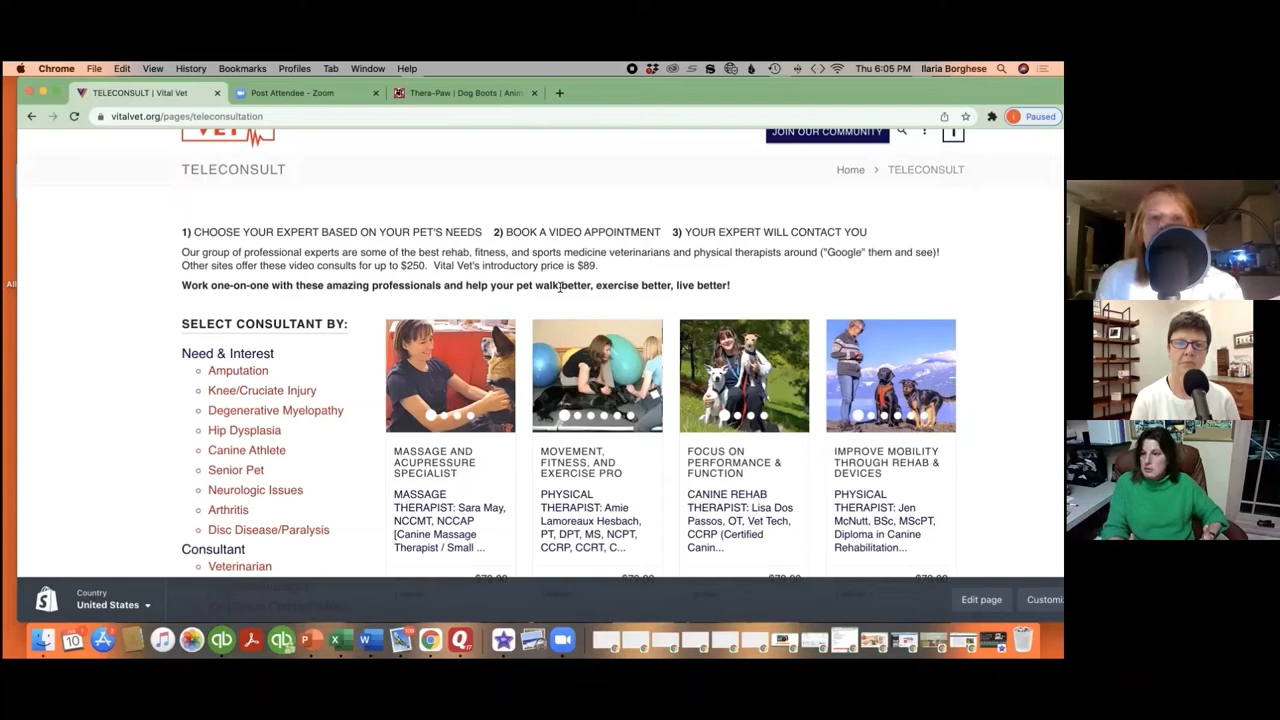 Chrome File Edit View History Bookmarks Profiles Tab Window Help Thu 6:05 PM Ilaria Borghese
TELECONSULT | Vital Vet Post Attendee - Zoom Thera-Paw | Dog Boots | Anim
vitalvet.org/pages/teleconsultation Paused
VET JOIN OUR COMMUNITY
TELECONSULT Home > TELECONSULT
1) CHOOSE YOUR EXPERT BASED ON YOUR PET'S NEEDS 2) BOOK A VIDEO APPOINTMENT 3) YOUR EXPERT WILL CONTACT YOU
Our group of professional experts are some of the best rehab, fitness, and sports medicine veterinarians and physical therapists around ("Google" them and see)!
Other sites offer these video consults for up to $250. Vital Vet's introductory price is $89.
Work one-on-one with these amazing professionals and help your pet walk better, exercise better, live better!
SELECT CONSULTANT BY:
Need & Interest
Amputation
Knee/Cruciate Injury
Degenerative Myelopathy
Hip Dysplasia
Canine Athlete
Senior Pet
Neurologic Issues
Arthritis
Disc Disease/Paralysis
Consultant
Veterinarian
MASSAGE AND
ACUPRESSURE
SPECIALIST
MASSAGE
THERAPIST: Sara May,
NCCMT, NCCAP
[Canine Massage
Therapist / Small ...
MOVEMENT,
FITNESS, AND
EXERCISE PRO
PHYSICAL
THERAPIST: Amie
Lamoreaux Hesbach,
PT, DPT, MS, NCPT,
CCRP, CCRT, C...
FOCUS ON
PERFORMANCE &
FUNCTION
CANINE REHAB
THERAPIST: Lisa Dos
Passos, OT, Vet Tech,
CCRP (Certified
Canin...
IMPROVE MOBILITY
THROUGH REHAB &
DEVICES
PHYSICAL
THERAPIST: Jen
McNutt, BSc, MScPT,
Diploma in Canine
Rehabilitation...
All
Country
United States
Edit page Customi